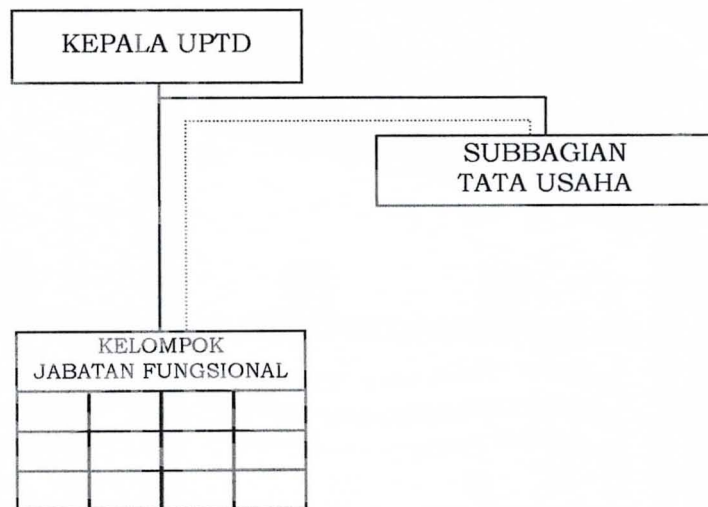 KEPALA UPTD
SUBBAGIAN
TATA USAHA
KELOMPOK
JABATAN FUNGSIONAL